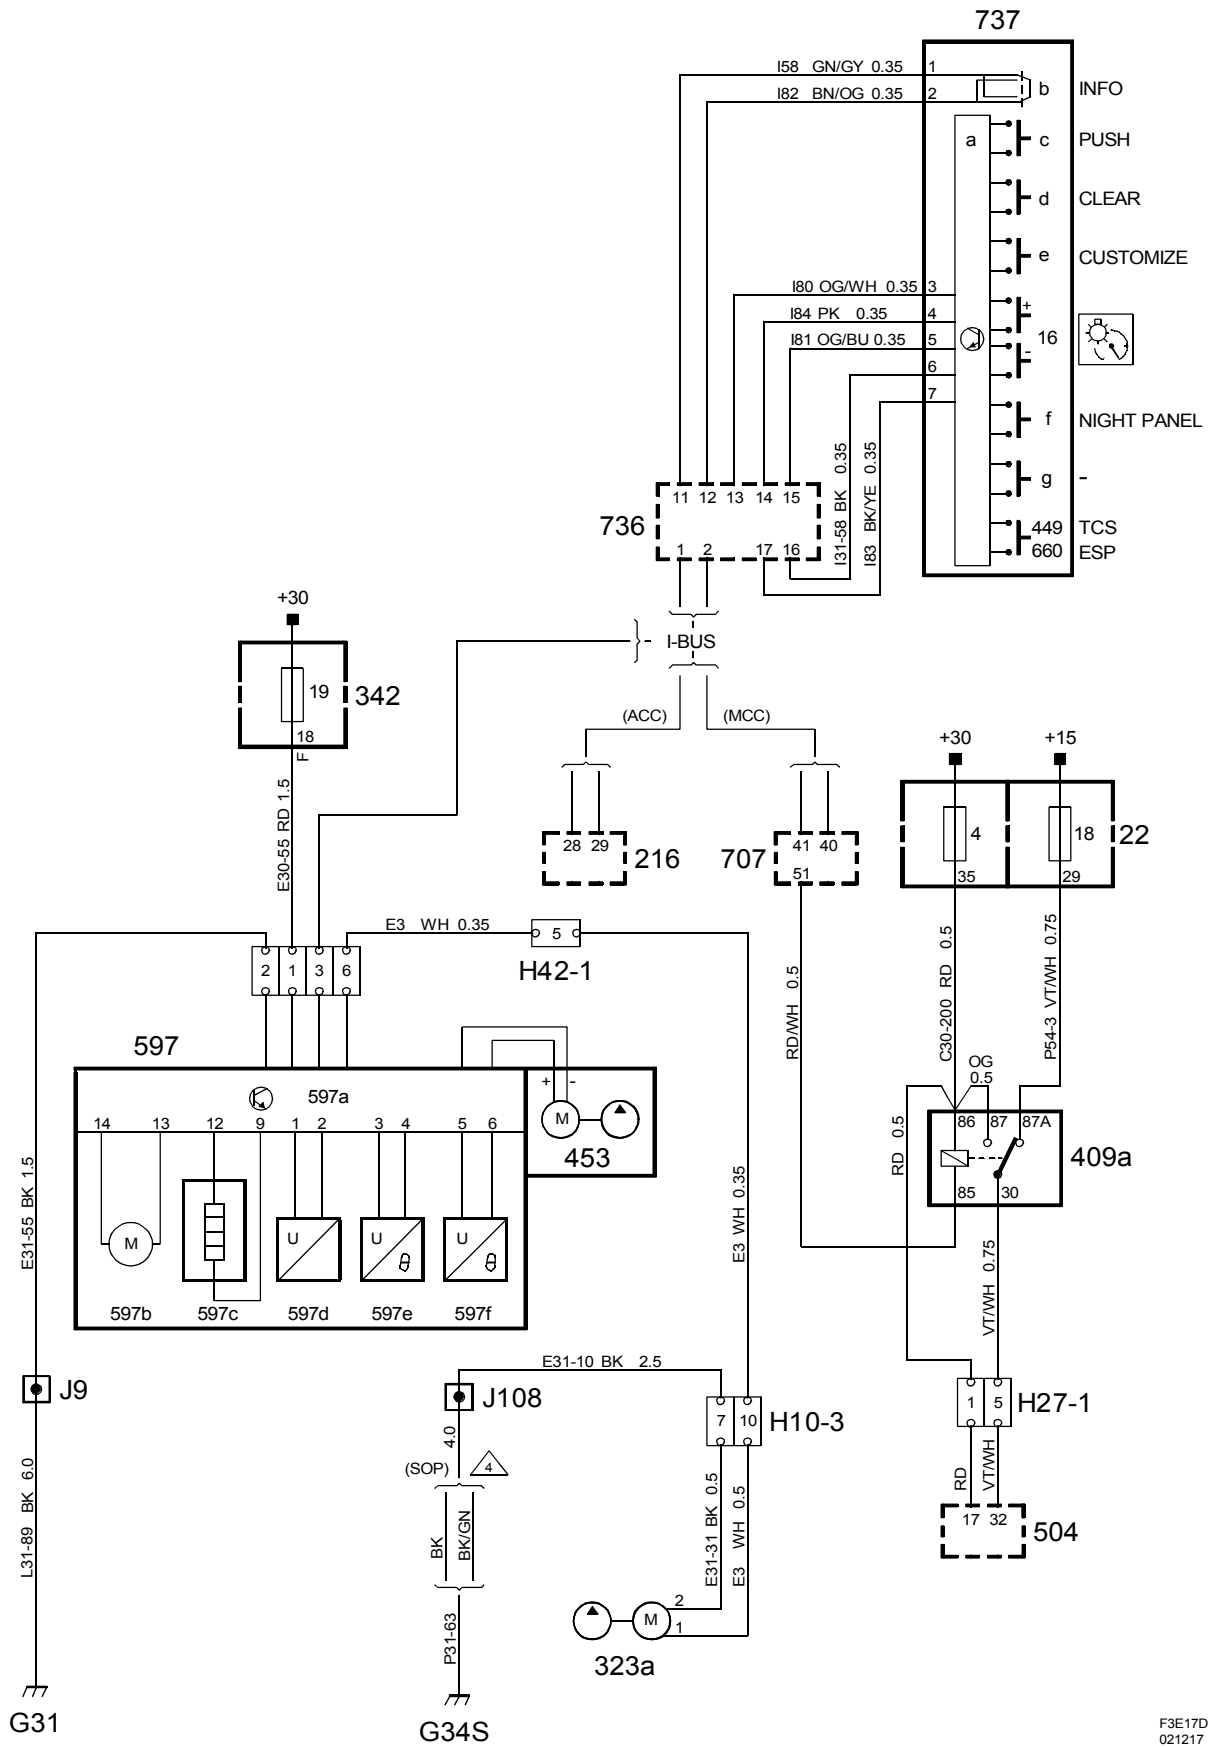 737
I58 GN/GY 0.35 1
I82 BN/OG 0.35 2
b INFO
a
c PUSH
d CLEAR
e CUSTOMIZE
I80 OG/WH 0.35 3
I84 PK 0.35 4
I81 OG/BU 0.35 5
6
7
+
16
-
f NIGHT PANEL
g -
449 TCS
660 ESP
I31-58 BK 0.35
I83 BK/YE 0.35
736
11 12 13 14 15
1 2 17 16
I-BUS
+30
19
342
18
F
E30-55 RD 1.5
(ACC) (MCC)
28 29
216
707
41 40
51
+30 +15
4 18
22
35 29
E3 WH 0.35
5
H42-1
2 1 3 6
RD/WH 0.5
C30-200 RD 0.5
P54-3 VT/WH 0.75
OG
0.5
RD 0.5
86 87 87A
409a
85 30
597
597a
+ -
M
453
14 13 12 9 1 2 3 4 5 6
M
U
U
U
597b 597c 597d 597e 597f
E31-55 BK 1.5
E3 WH 0.35
VT/WH 0.75
J9
L31-89 BK 6.0
G31
E31-10 BK 2.5
J108
4.0
(SOP) 4
BK
BK/GN
P31-63
G34S
7 10
H10-3
E31-31 BK 0.5
E3 WH 0.5
M
2
1
323a
1 5
H27-1
RD
VT/WH
17 32
504
F3E17D
021217